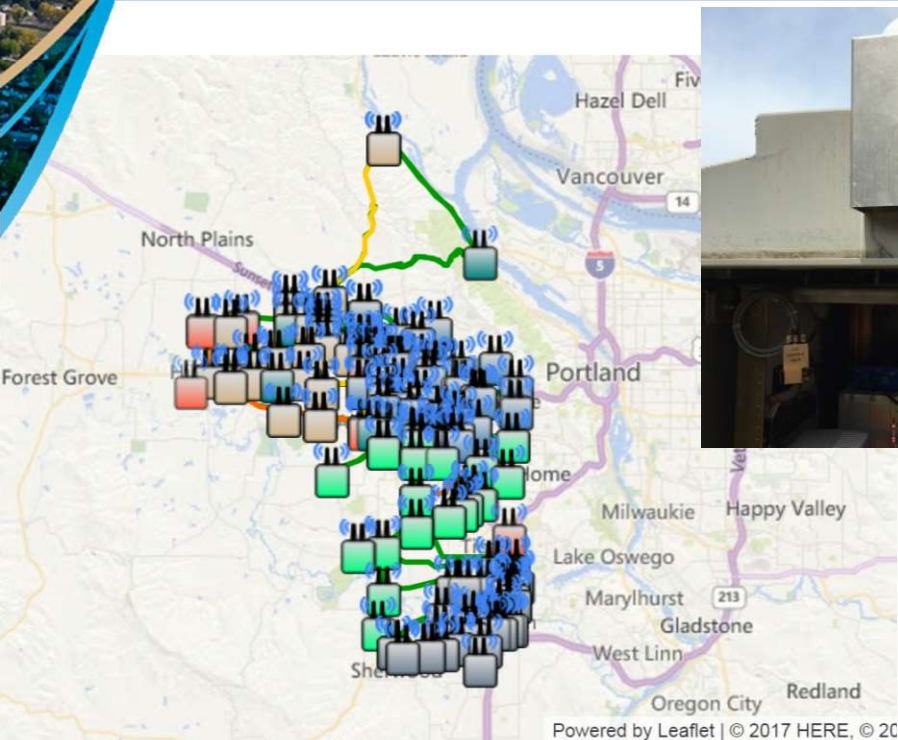 Hazel Dell
Vancouver
14
5
North Plains
Sunset
Forest Grove
Portland
Milwaukie
Happy Valley
Lake Oswego
Marylhurst
213
Gladstone
West Linn
Redland
Oregon City
Powered by Leaflet | © 2017 HERE, © 20